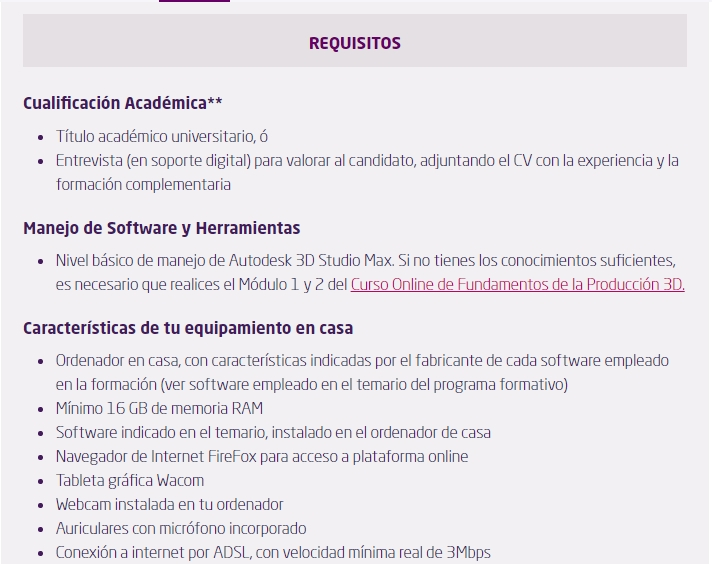 REQUISITOS
Cualificación Académica**
Título académico universitario, ó
Entrevista (en soporte digital) para valorar al candidato, adjuntando el CV con la experiencia y la
formación complementaria
Manejo de Software y Herramientas
Nivel básico de manejo de Autodesk 3D Studio Max. Si no tienes los conocimientos suficientes,
es necesario que realices el Módulo 1 y 2 del Curso Online de Fundamentos de la Producción 3D.
Características de tu equipamiento en casa
Ordenador en casa, con características indicadas por el fabricante de cada software empleado
en la formación (ver software empleado en el temario del programa formativo)
Mínimo 16 GB de memoria RAM
Software indicado en el temario, instalado en el ordenador de casa
Navegador de Internet FireFox para acceso a plataforma online
Tableta gráfica Wacom
Webcam instalada en tu ordenador
Auriculares con micrófono incorporado
Conexión a internet por ADSL, con velocidad mínima real de 3Mbps